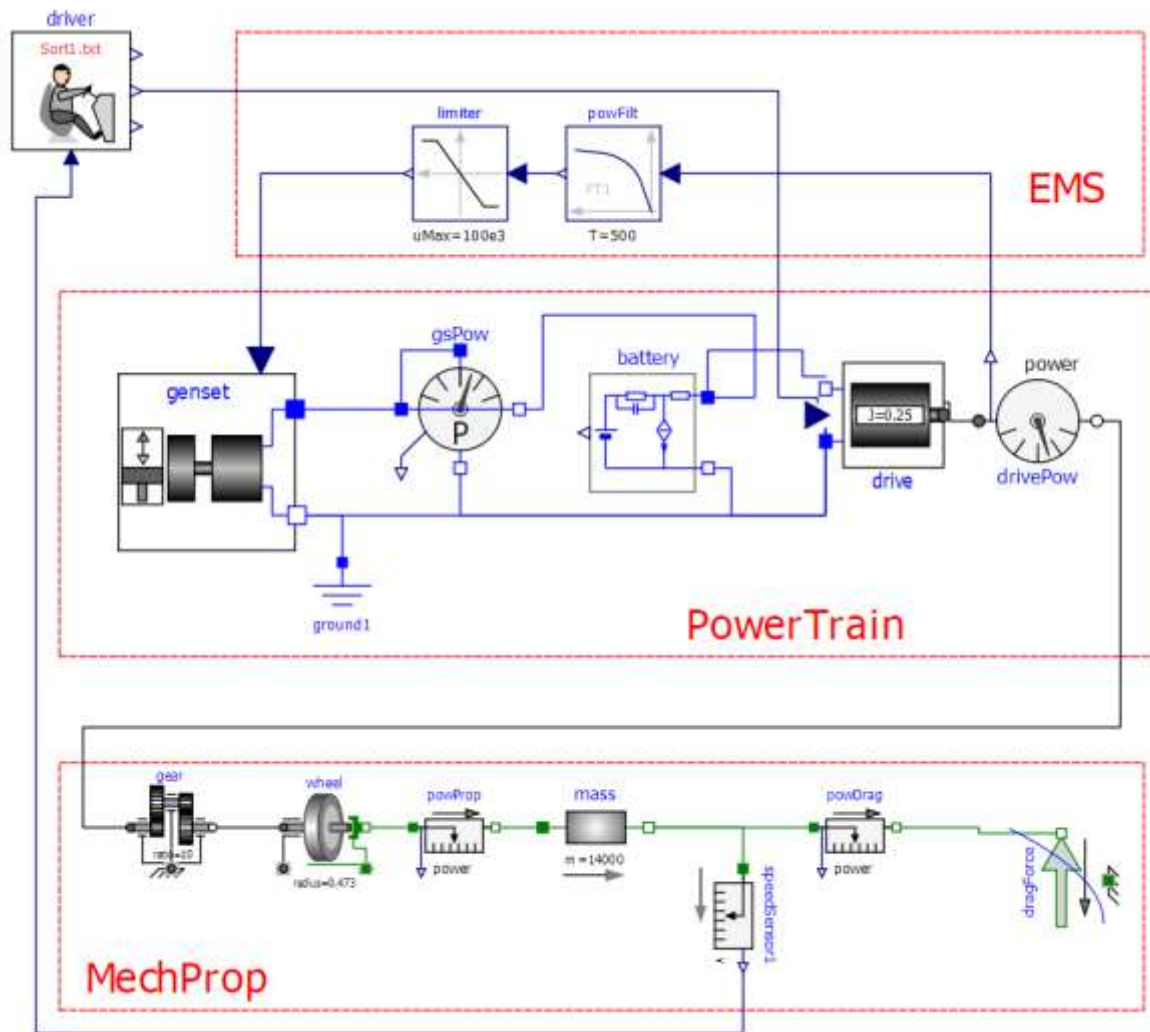 driver
Sort1.txt
limiter
powFilt
PT1
uMax=100e3
T=500
EMS
gsPow
battery
power
genset
P
J=0.25
drive
drivePow
ground1
PowerTrain
gear
wheel
powProp
mass
powDrag
power
m =14000
power
radius=0.473
dragForce
speedSensor1
v
MechProp